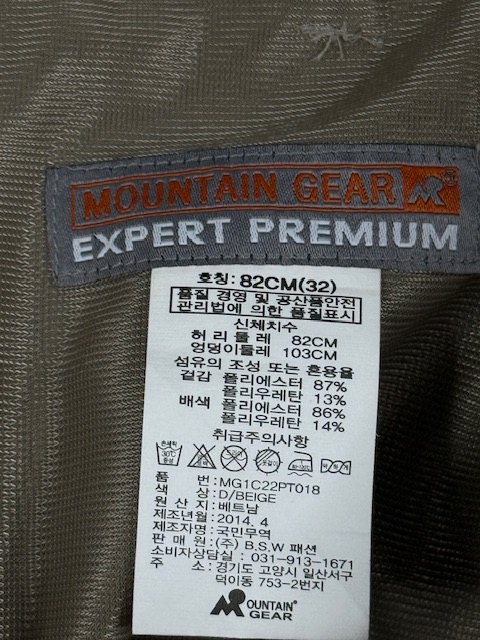 MOUNTAIN GEAR
EXPERT PREMIUM
호칭: 82CM(32)
품질 경영 및 공산품안전
관리법에 의한 품질표시
신체치수
허리둘레 82CM
엉덩이둘레 103CM
섬유의 조성 또는 혼용율
겉감 폴리에스터 87%
폴리우레탄 13%
배색 폴리에스터 86%
폴리우레탄 14%
취급주의사항
30℃
중성
품 번: MG1C22PT018
색 상: D/BEIGE
원 산 지: 베트남
제조년월: 2014. 4
제조자명: 국민무역
판 매 원: (주) B.S.W 패션
소비자상담실: 031-913-1671
주 소: 경기도 고양시 일산서구
덕이동 753-2번지
MOUNTAIN
GEAR